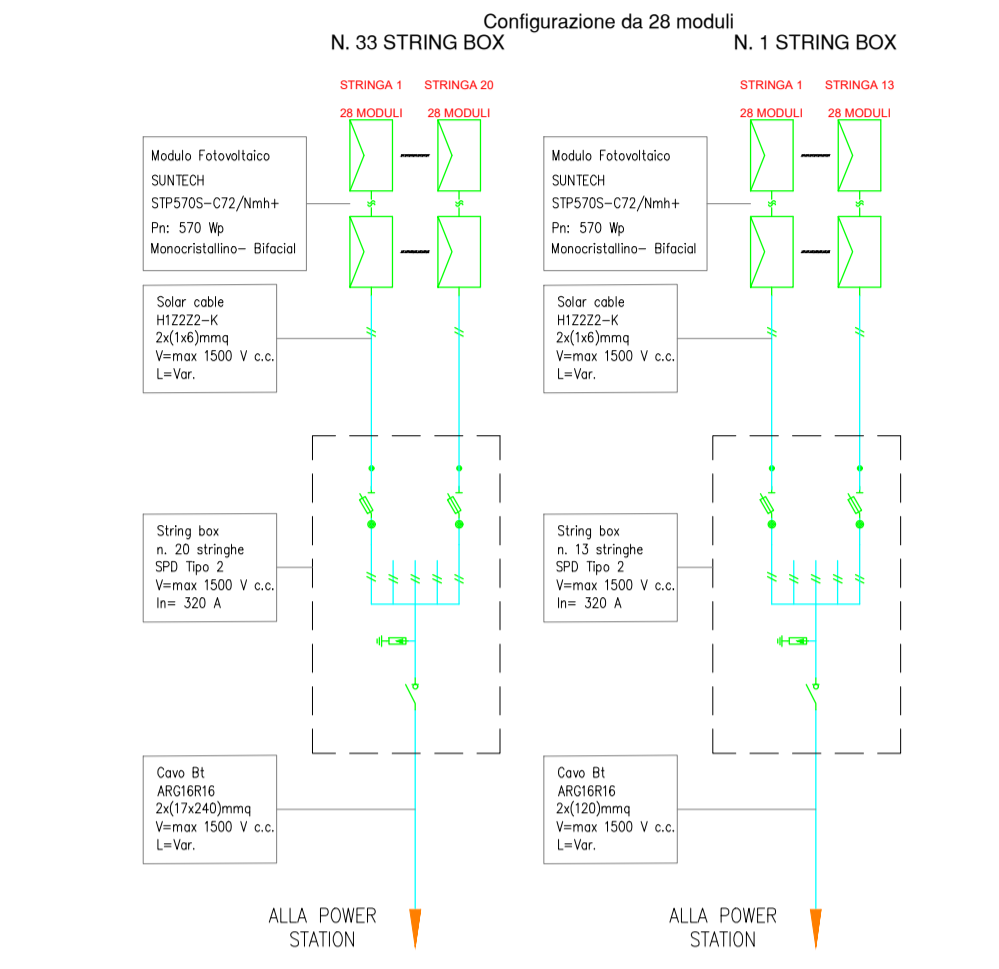 Configurazione da 28 moduli
N. 33 STRING BOX
STRINGA 1
STRINGA 20
28 MODULI
28 MODULI
Modulo Fotovoltaico
SUNTECH
STP570S-C72/Nmh+
Pn: 570 Wp
Monocristallino- Bifacial
Solar cable
H1Z2Z2-K
2x(1x6)mmq
V=max 1500 V c.c.
L=Var.
String box
n. 20 stringhe
SPD Tipo 2
V=max 1500 V c.c.
In= 320 A
Cavo Bt
ARG16R16
2x(17x240)mmq
V=max 1500 V c.c.
L=Var.
ALLA POWER
STATION
N. 1 STRING BOX
STRINGA 1
STRINGA 13
28 MODULI
28 MODULI
Modulo Fotovoltaico
SUNTECH
STP570S-C72/Nmh+
Pn: 570 Wp
Monocristallino- Bifacial
Solar cable
H1Z2Z2-K
2x(1x6)mmq
V=max 1500 V c.c.
L=Var.
String box
n. 13 stringhe
SPD Tipo 2
V=max 1500 V c.c.
In= 320 A
Cavo Bt
ARG16R16
2x(120)mmq
V=max 1500 V c.c.
L=Var.
ALLA POWER
STATION